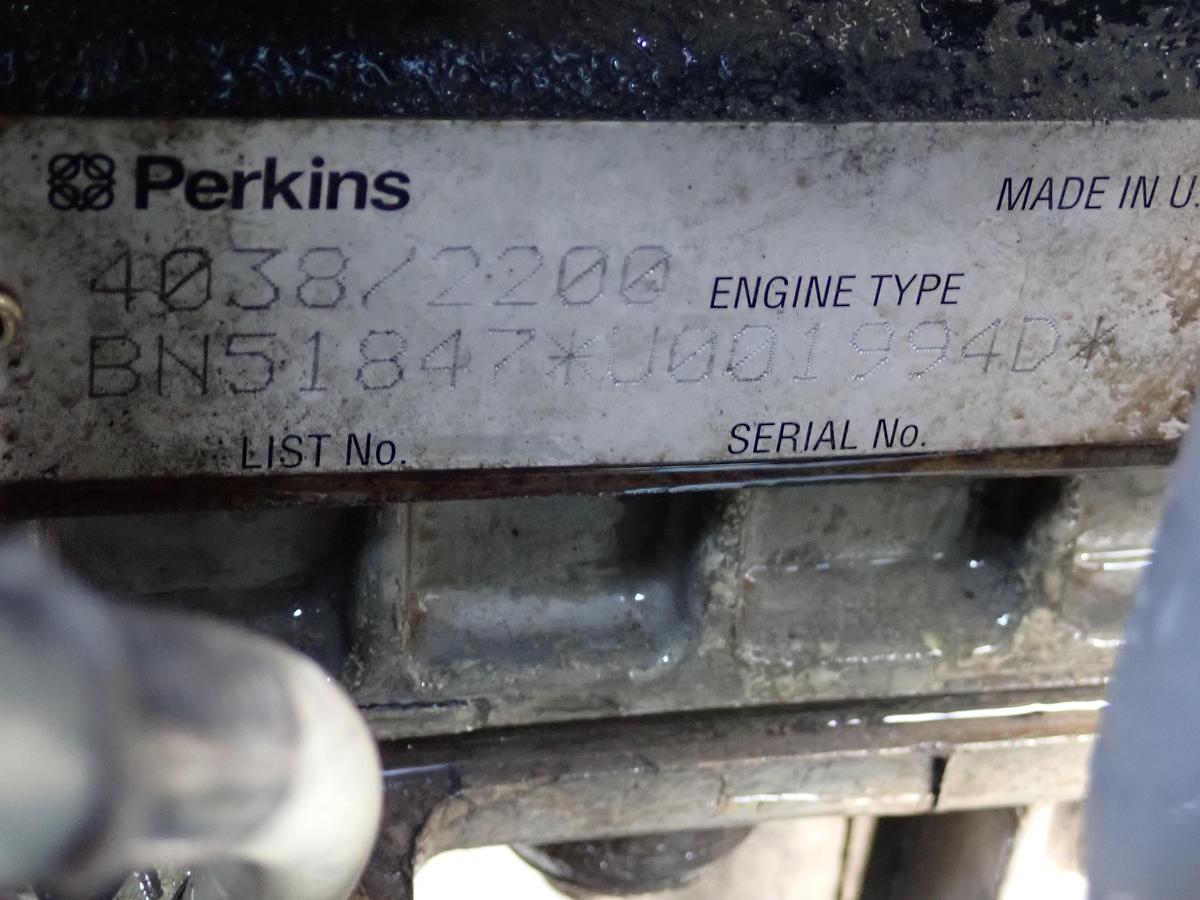 Perkins
MADE IN U.
4038/2200 ENGINE TYPE
BN51847*U001994D*
LIST No. SERIAL No.